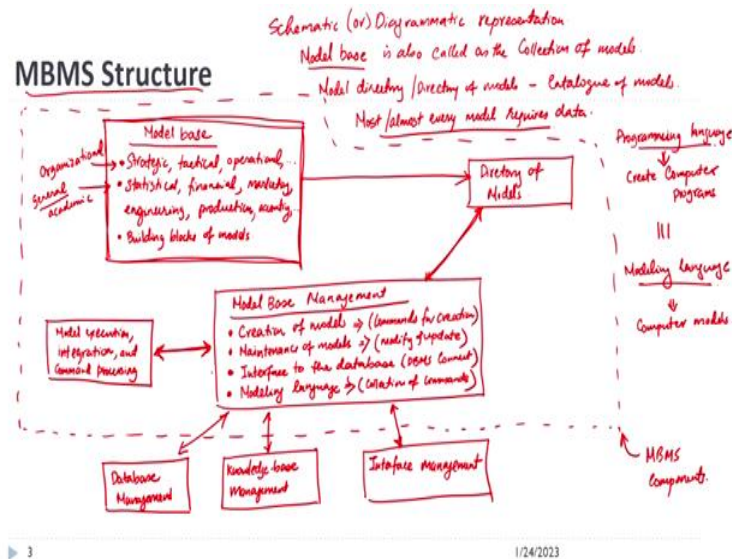 Schematic (or) Diagrammatic representation
Model base is also called as the Collection of models.
MBMS Structure
Model directory / Directory of models - Catalogue of models.
Most/almost every model requires data.
Model base
• Strategic, tactical, operational, ...
• Statistical, financial, marketing,
engineering, production, accounting, ...
• Building blocks of models
Organizational
General
academic
Directory of
Models
Programming language
Create Computer
programs
Modeling language
Computer models
Model Base Management
• Creation of model ⇒ (Commands for creation)
• Maintenance of models ⇒ (modify & update)
• Interface to the database (DBMS Connect)
• Modeling language ⇒ (Collection of commands)
Model execution,
integration, and
Command processing
Database
Management
Knowledge-base
Management
Interface management
MBMS
Components.
3
1/24/2023